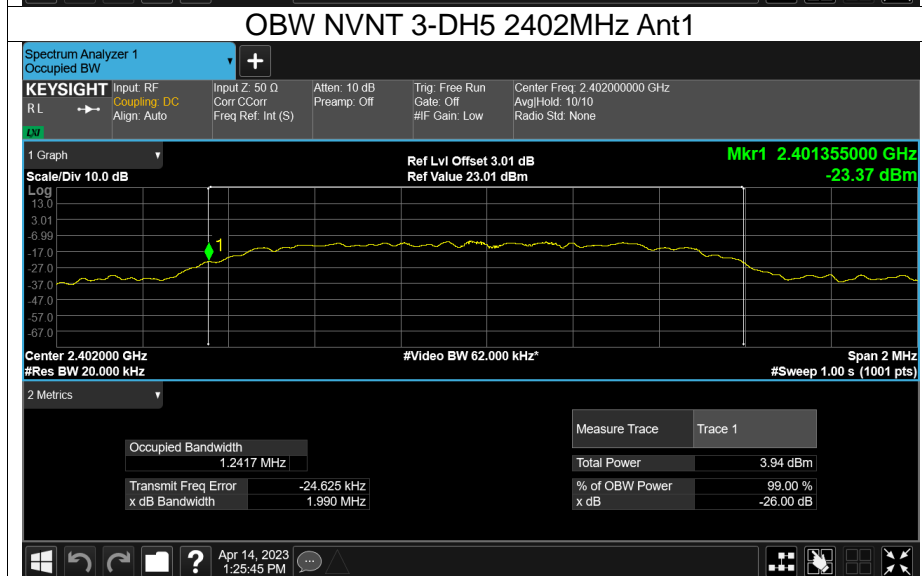 OBW NVNT 3-DH5 2402MHz Ant1
Spectrum Analyzer 1
Occupied BW
+
KEYSIGHT Input: RF Input Z: 50 Ω Atten: 10 dB Trig: Free Run Center Freq: 2.402000000 GHz
RL Coupling: DC Corr CCorr Preamp: Off Gate: Off Avg|Hold: 10/10
Align: Auto Freq Ref: Int (S) #IF Gain: Low Radio Std: None
LXI
1 Graph Ref Lvl Offset 3.01 dB Mkr1 2.401355000 GHz
Scale/Div 10.0 dB Ref Value 23.01 dBm -23.37 dBm
Log
13.0
3.01
-6.99
1
-17.0
-27.0
-37.0
-47.0
-57.0
-67.0
Center 2.402000 GHz #Video BW 62.000 kHz* Span 2 MHz
#Res BW 20.000 kHz #Sweep 1.00 s (1001 pts)
2 Metrics
Measure Trace Trace 1
Occupied Bandwidth
1.2417 MHz Total Power 3.94 dBm
Transmit Freq Error -24.625 kHz % of OBW Power 99.00 %
x dB Bandwidth 1.990 MHz x dB -26.00 dB
? Apr 14, 2023
1:25:45 PM